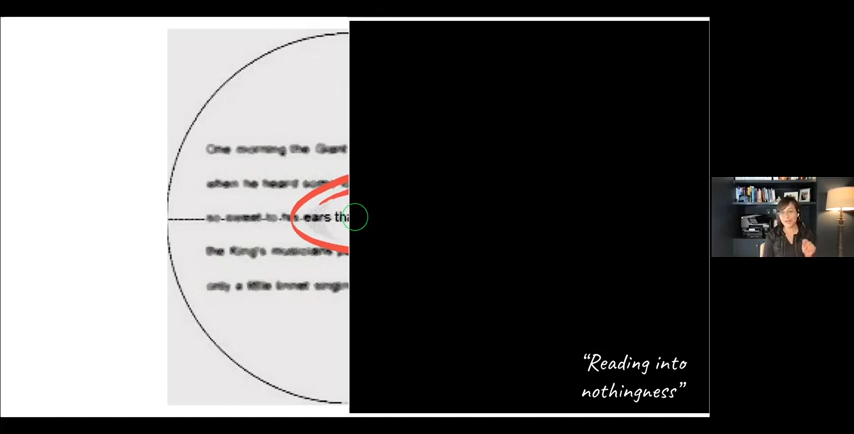 One morning the Giant
when he heard some
so sweet to his ears tha
the King's musicians
only a little linnet singin
"Reading into
nothingness"